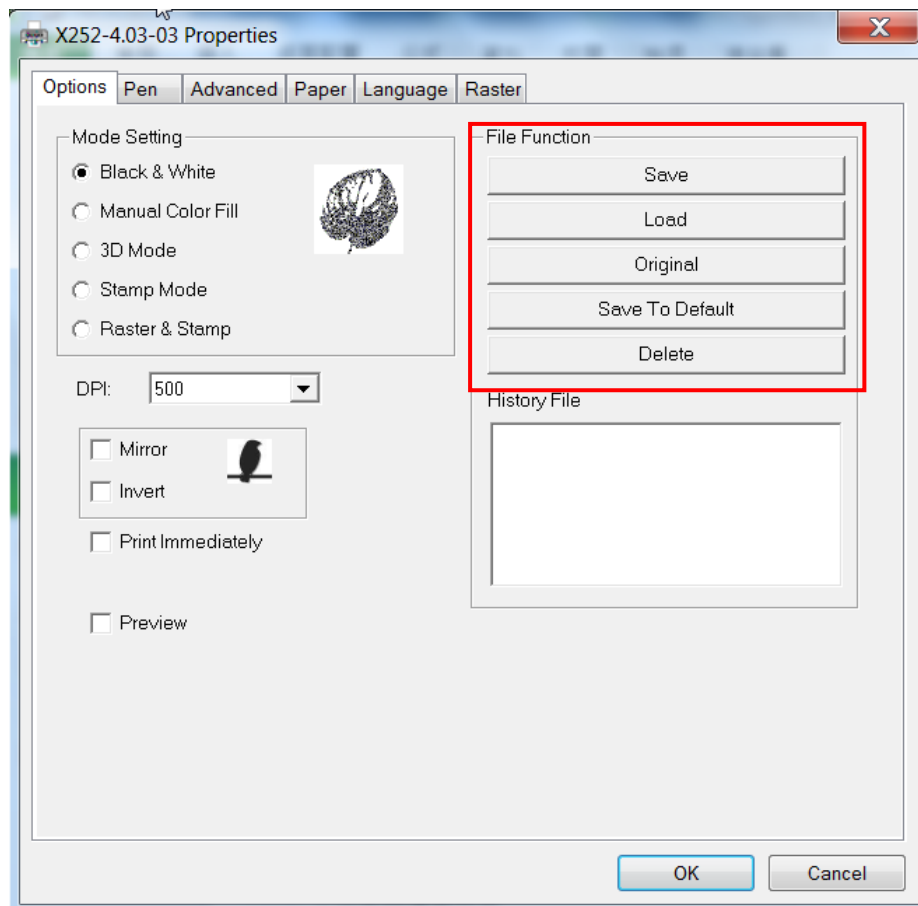 X252-4.03-03 Properties
Options Pen Advanced Paper Language Raster
Mode Setting
Black & White
Manual Color Fill
3D Mode
Stamp Mode
Raster & Stamp
DPI: 500
Mirror
Invert
Print Immediately
Preview
File Function
Save
Load
Original
Save To Default
Delete
History File
OK Cancel